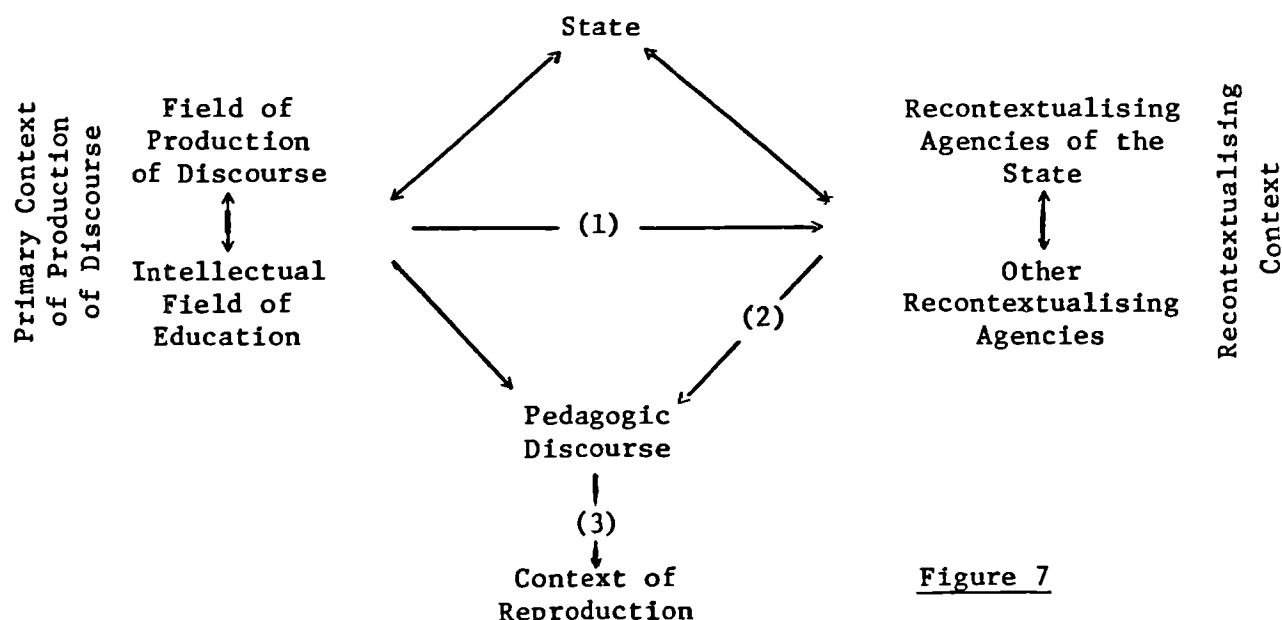 State
Primary Context
of Production
of Discourse
Field of
Production
of Discourse
Intellectual
Field of
Education
(1)
Recontextualising
Agencies of the
State
Other
Recontextualising
Agencies
Recontextualising
Context
(2)
Pedagogic
Discourse
(3)
Context of
Reproduction
Figure 7